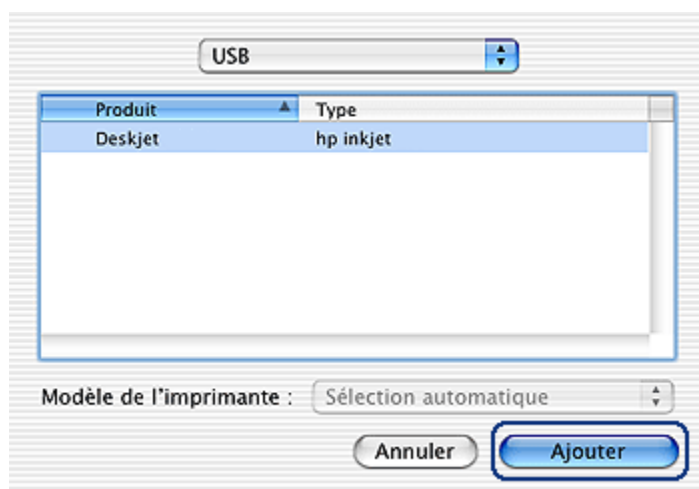 USB
Produit Type
Deskjet hp inkjet
Modèle de l'imprimante : Sélection automatique
Annuler Ajouter